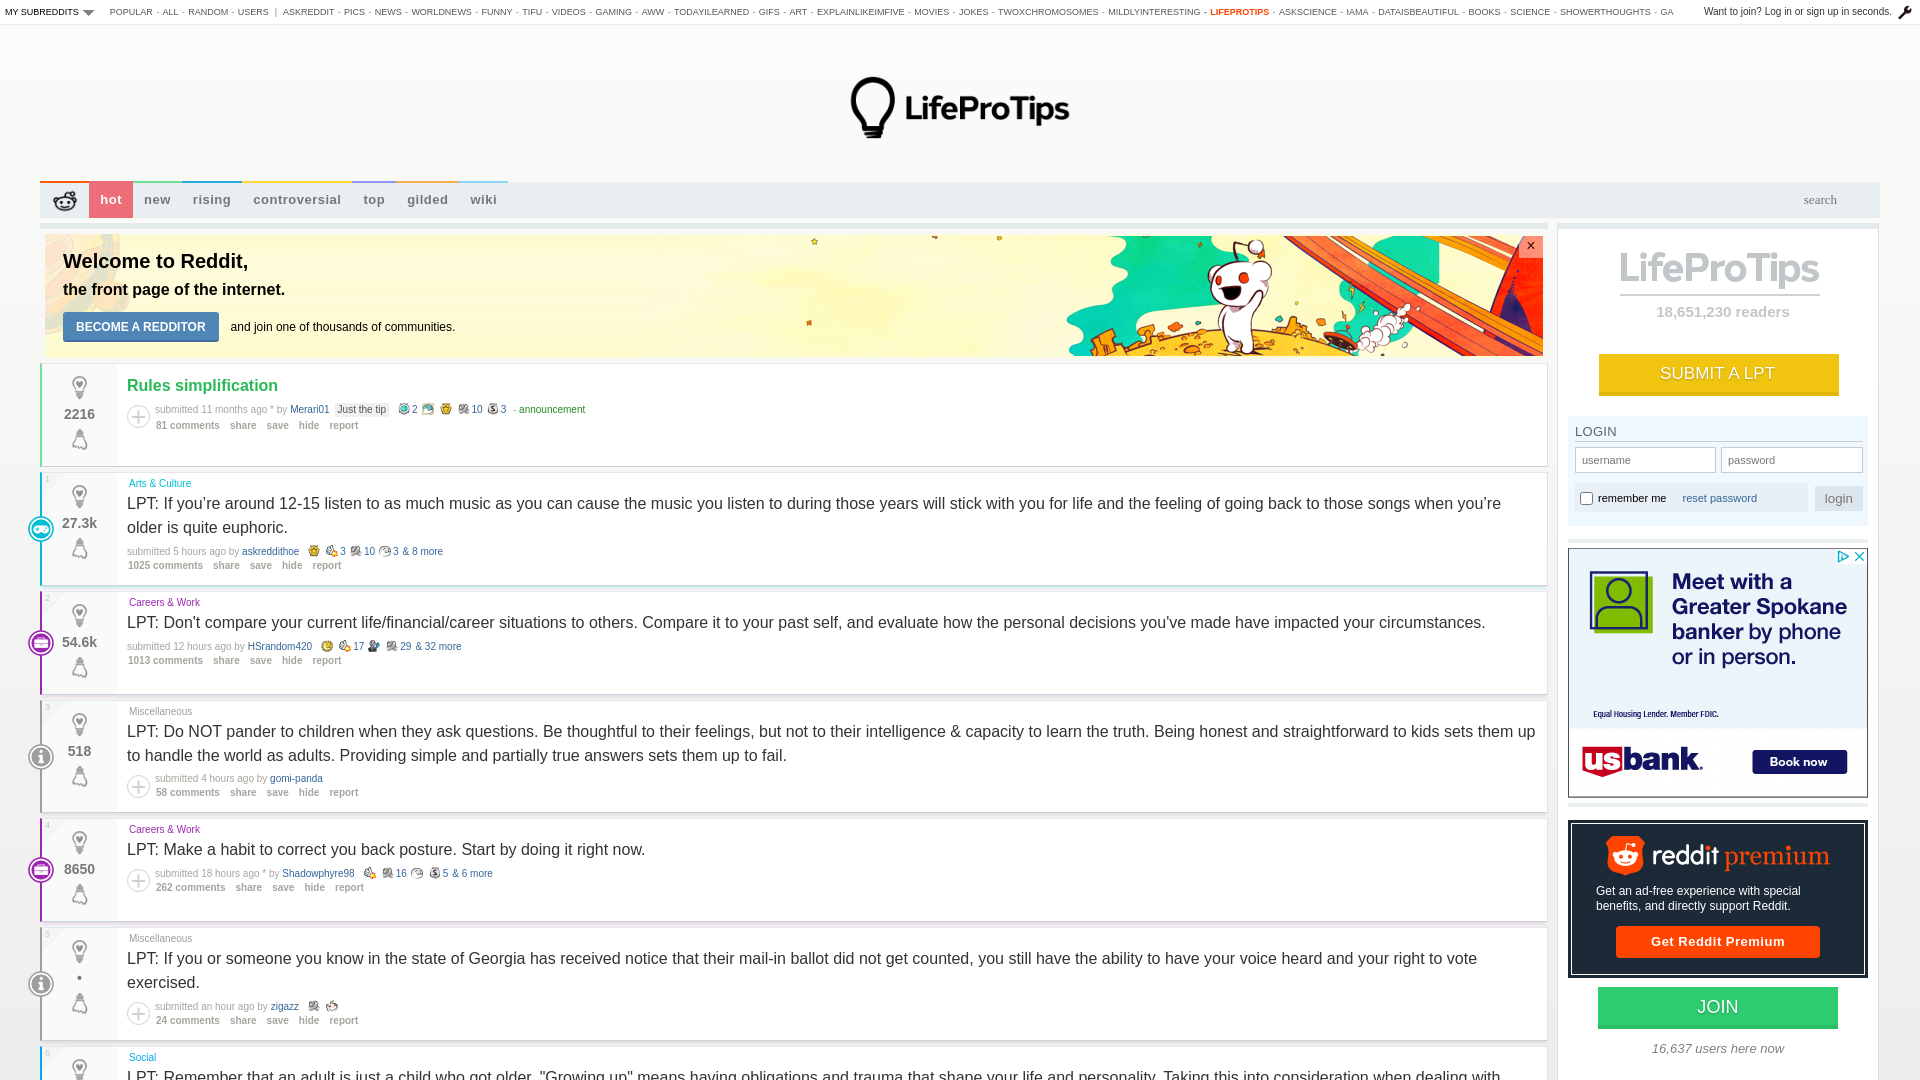 MY SUBREDDITS POPULAR - ALL - RANDOM - USERS | ASKREDDIT - PICS - NEWS - WORLDNEWS - FUNNY - TIFU - VIDEOS - GAMING - AWW - TODAYILEARNED - GIFS - ART - EXPLAINLIKEIMFIVE - MOVIES - JOKES - TWOXCHROMOSOMES - MILDLYINTERESTING - LIFEPROTIPS - ASKSCIENCE - IAMA - DATAISBEAUTIFUL - BOOKS - SCIENCE - SHOWERTHOUGHTS - GA Want to join? Log in or sign up in seconds.
LifeProTips
hot new rising controversial top gilded wiki search
Welcome to Reddit,
the front page of the internet.
BECOME A REDDITOR and join one of thousands of communities.
×
2216
Rules simplification
submitted 11 months ago * by Merari01 Just the tip 2 10 3 - announcement
81 comments share save hide report
1
27.3k
Arts & Culture
LPT: If you’re around 12-15 listen to as much music as you can cause the music you listen to during those years will stick with you for life and the feeling of going back to those songs when you’re
older is quite euphoric.
submitted 5 hours ago by askreddithoe 3 10 3 & 8 more
1025 comments share save hide report
2
54.6k
Careers & Work
LPT: Don't compare your current life/financial/career situations to others. Compare it to your past self, and evaluate how the personal decisions you've made have impacted your circumstances.
submitted 12 hours ago by HSrandom420 17 29 & 32 more
1013 comments share save hide report
3
518
Miscellaneous
LPT: Do NOT pander to children when they ask questions. Be thoughtful to their feelings, but not to their intelligence & capacity to learn the truth. Being honest and straightforward to kids sets them up
to handle the world as adults. Providing simple and partially true answers sets them up to fail.
submitted 4 hours ago by gomi-panda
58 comments share save hide report
4
8650
Careers & Work
LPT: Make a habit to correct you back posture. Start by doing it right now.
submitted 18 hours ago * by Shadowphyre98 16 5 & 6 more
262 comments share save hide report
5
•
Miscellaneous
LPT: If you or someone you know in the state of Georgia has received notice that their mail-in ballot did not get counted, you still have the ability to have your voice heard and your right to vote
exercised.
submitted an hour ago by zigazz
24 comments share save hide report
6
Social
LPT: Remember that an adult is just a child who got older. "Growing up" means having obligations and trauma that shape your life and personality. Taking this into consideration when dealing with
LifeProTips
18,651,230 readers
SUBMIT A LPT
LOGIN
username password
remember me reset password login
Meet with a
Greater Spokane
banker by phone
or in person.
Equal Housing Lender. Member FDIC.
usbank. Book now
reddit premium
Get an ad-free experience with special
benefits, and directly support Reddit.
Get Reddit Premium
JOIN
16,637 users here now